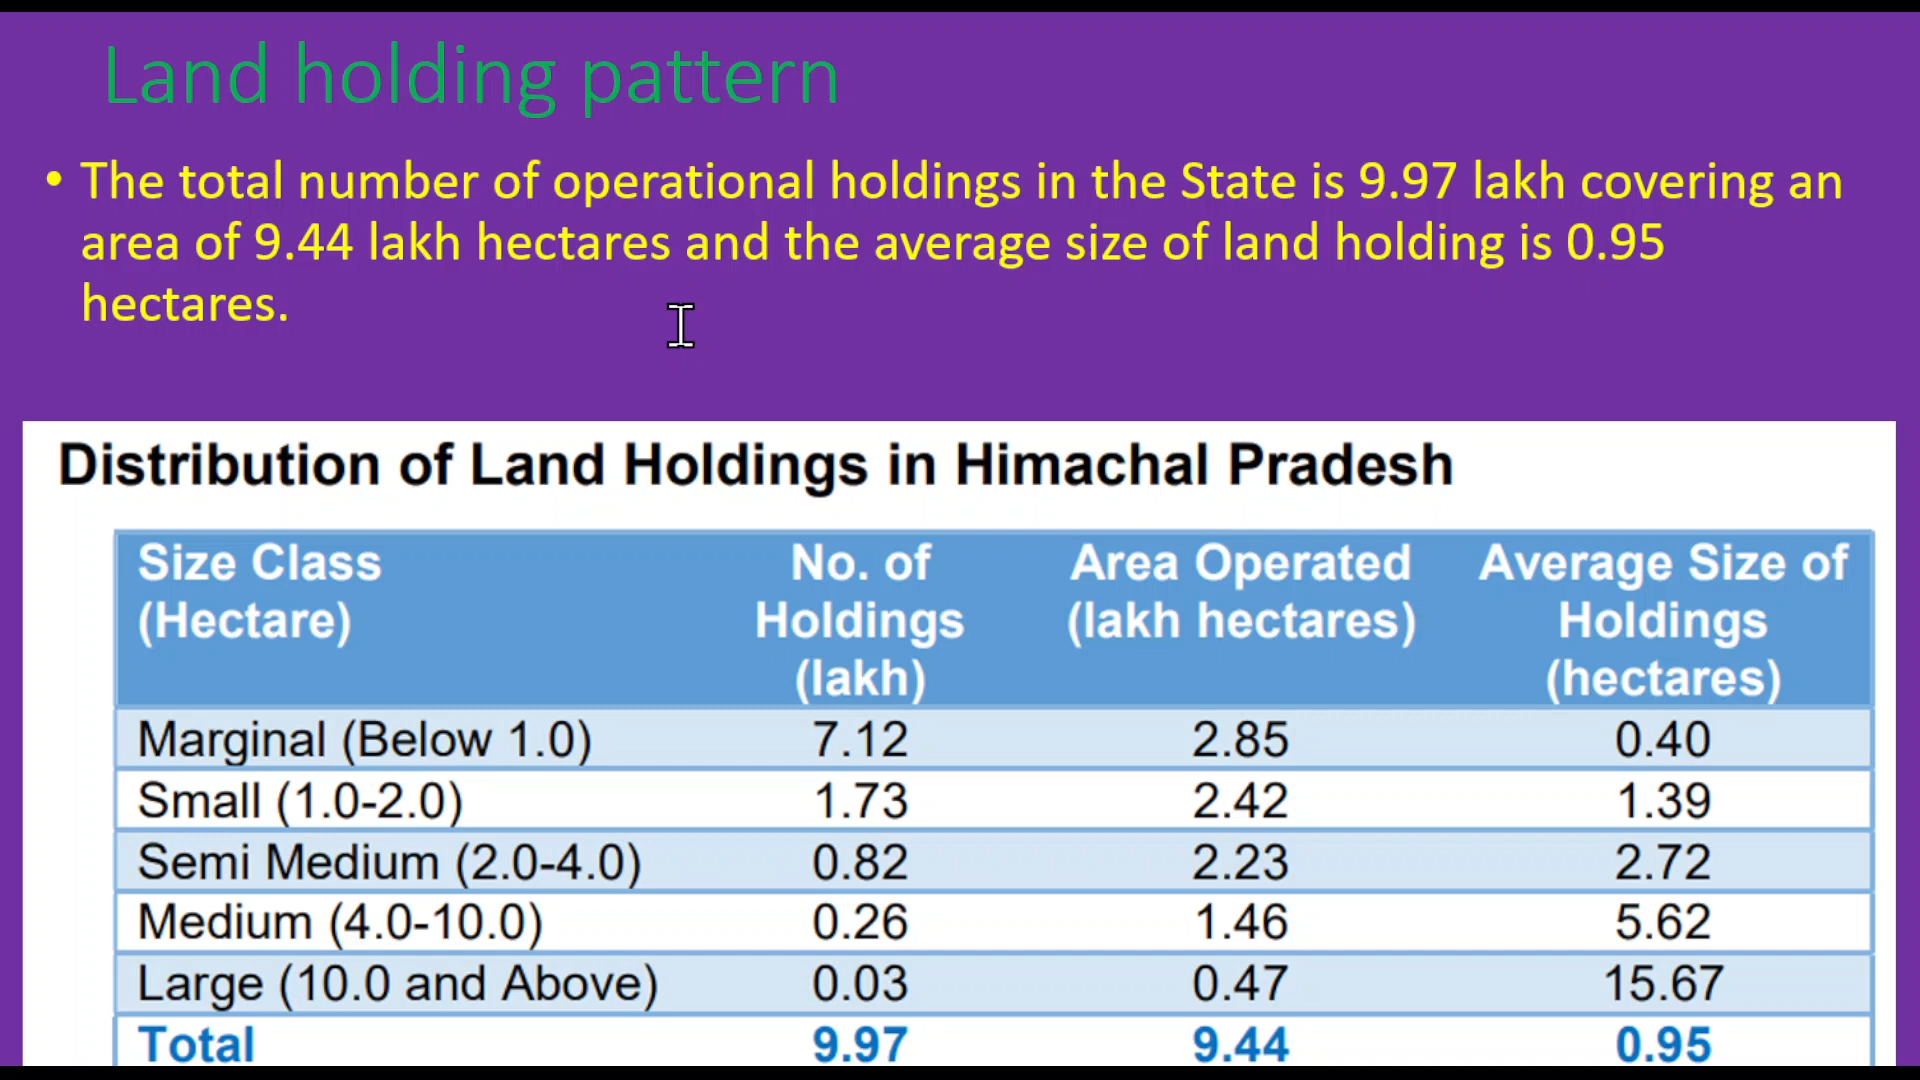 Land holding pattern
• The total number of operational holdings in the State is 9.97 lakh covering an
area of 9.44 lakh hectares and the average size of land holding is 0.95
hectares.
Distribution of Land Holdings in Himachal Pradesh
Size Class (Hectare) No. of Holdings (lakh) Area Operated (lakh hectares) Average Size of Holdings (hectares)
Marginal (Below 1.0) 7.12 2.85 0.40
Small (1.0-2.0) 1.73 2.42 1.39
Semi Medium (2.0-4.0) 0.82 2.23 2.72
Medium (4.0-10.0) 0.26 1.46 5.62
Large (10.0 and Above) 0.03 0.47 15.67
Total 9.97 9.44 0.95